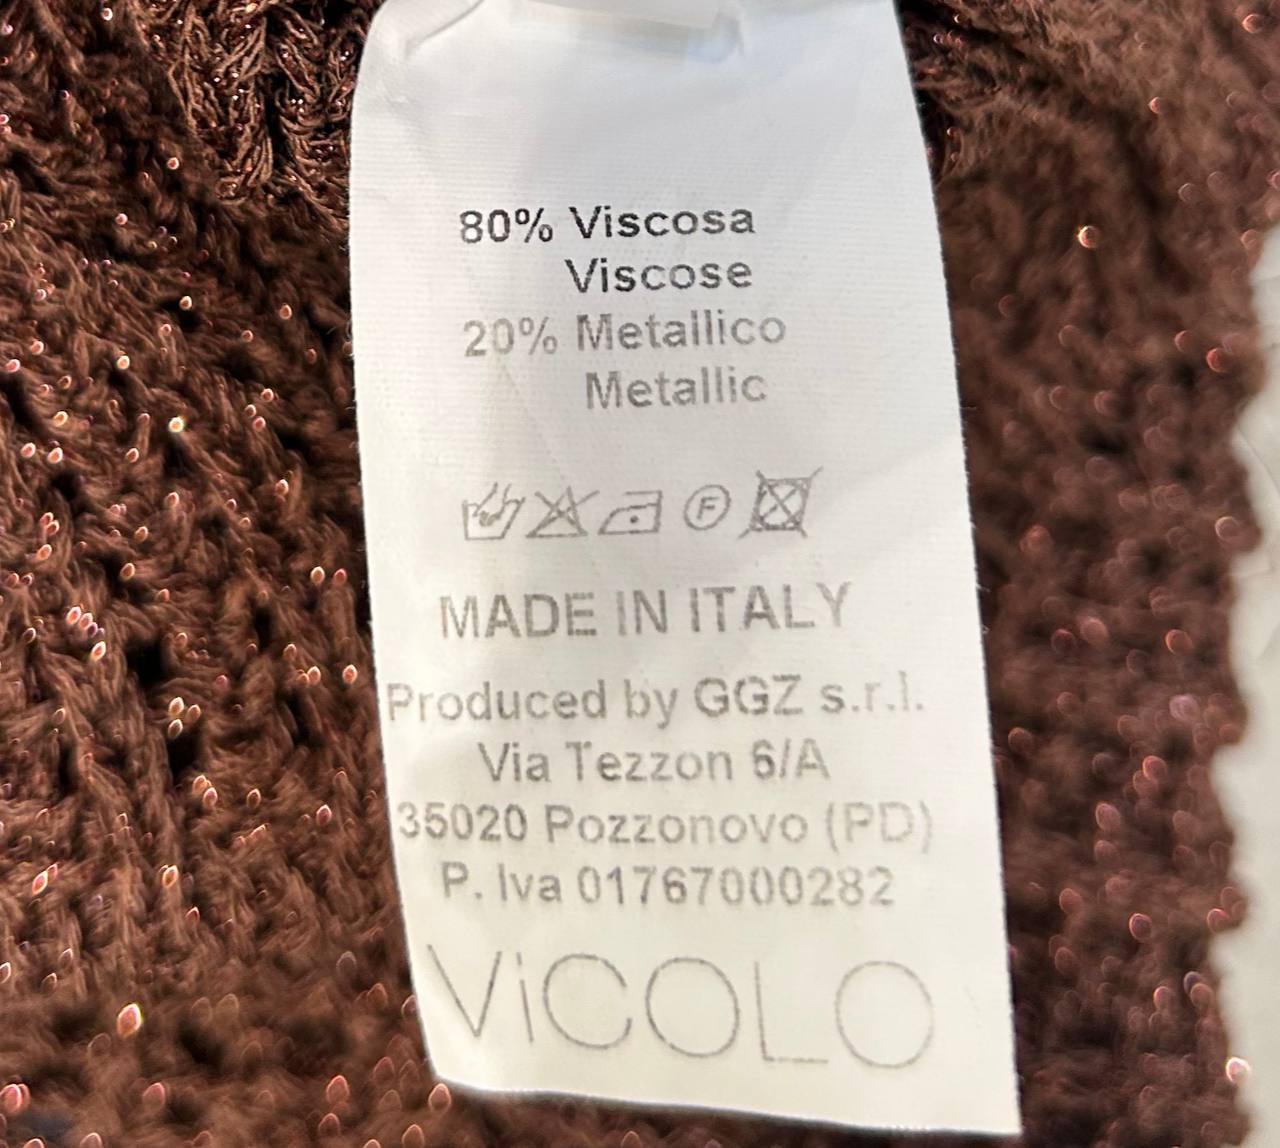 80% Viscosa
Viscose
20% Metallico
Metallic
F
MADE IN ITALY
Produced by GGZ s.r.l.
Via Tezzon 6/A
35020 Pozzonovo (PD)
P. Iva 01767000282
ViCOLO